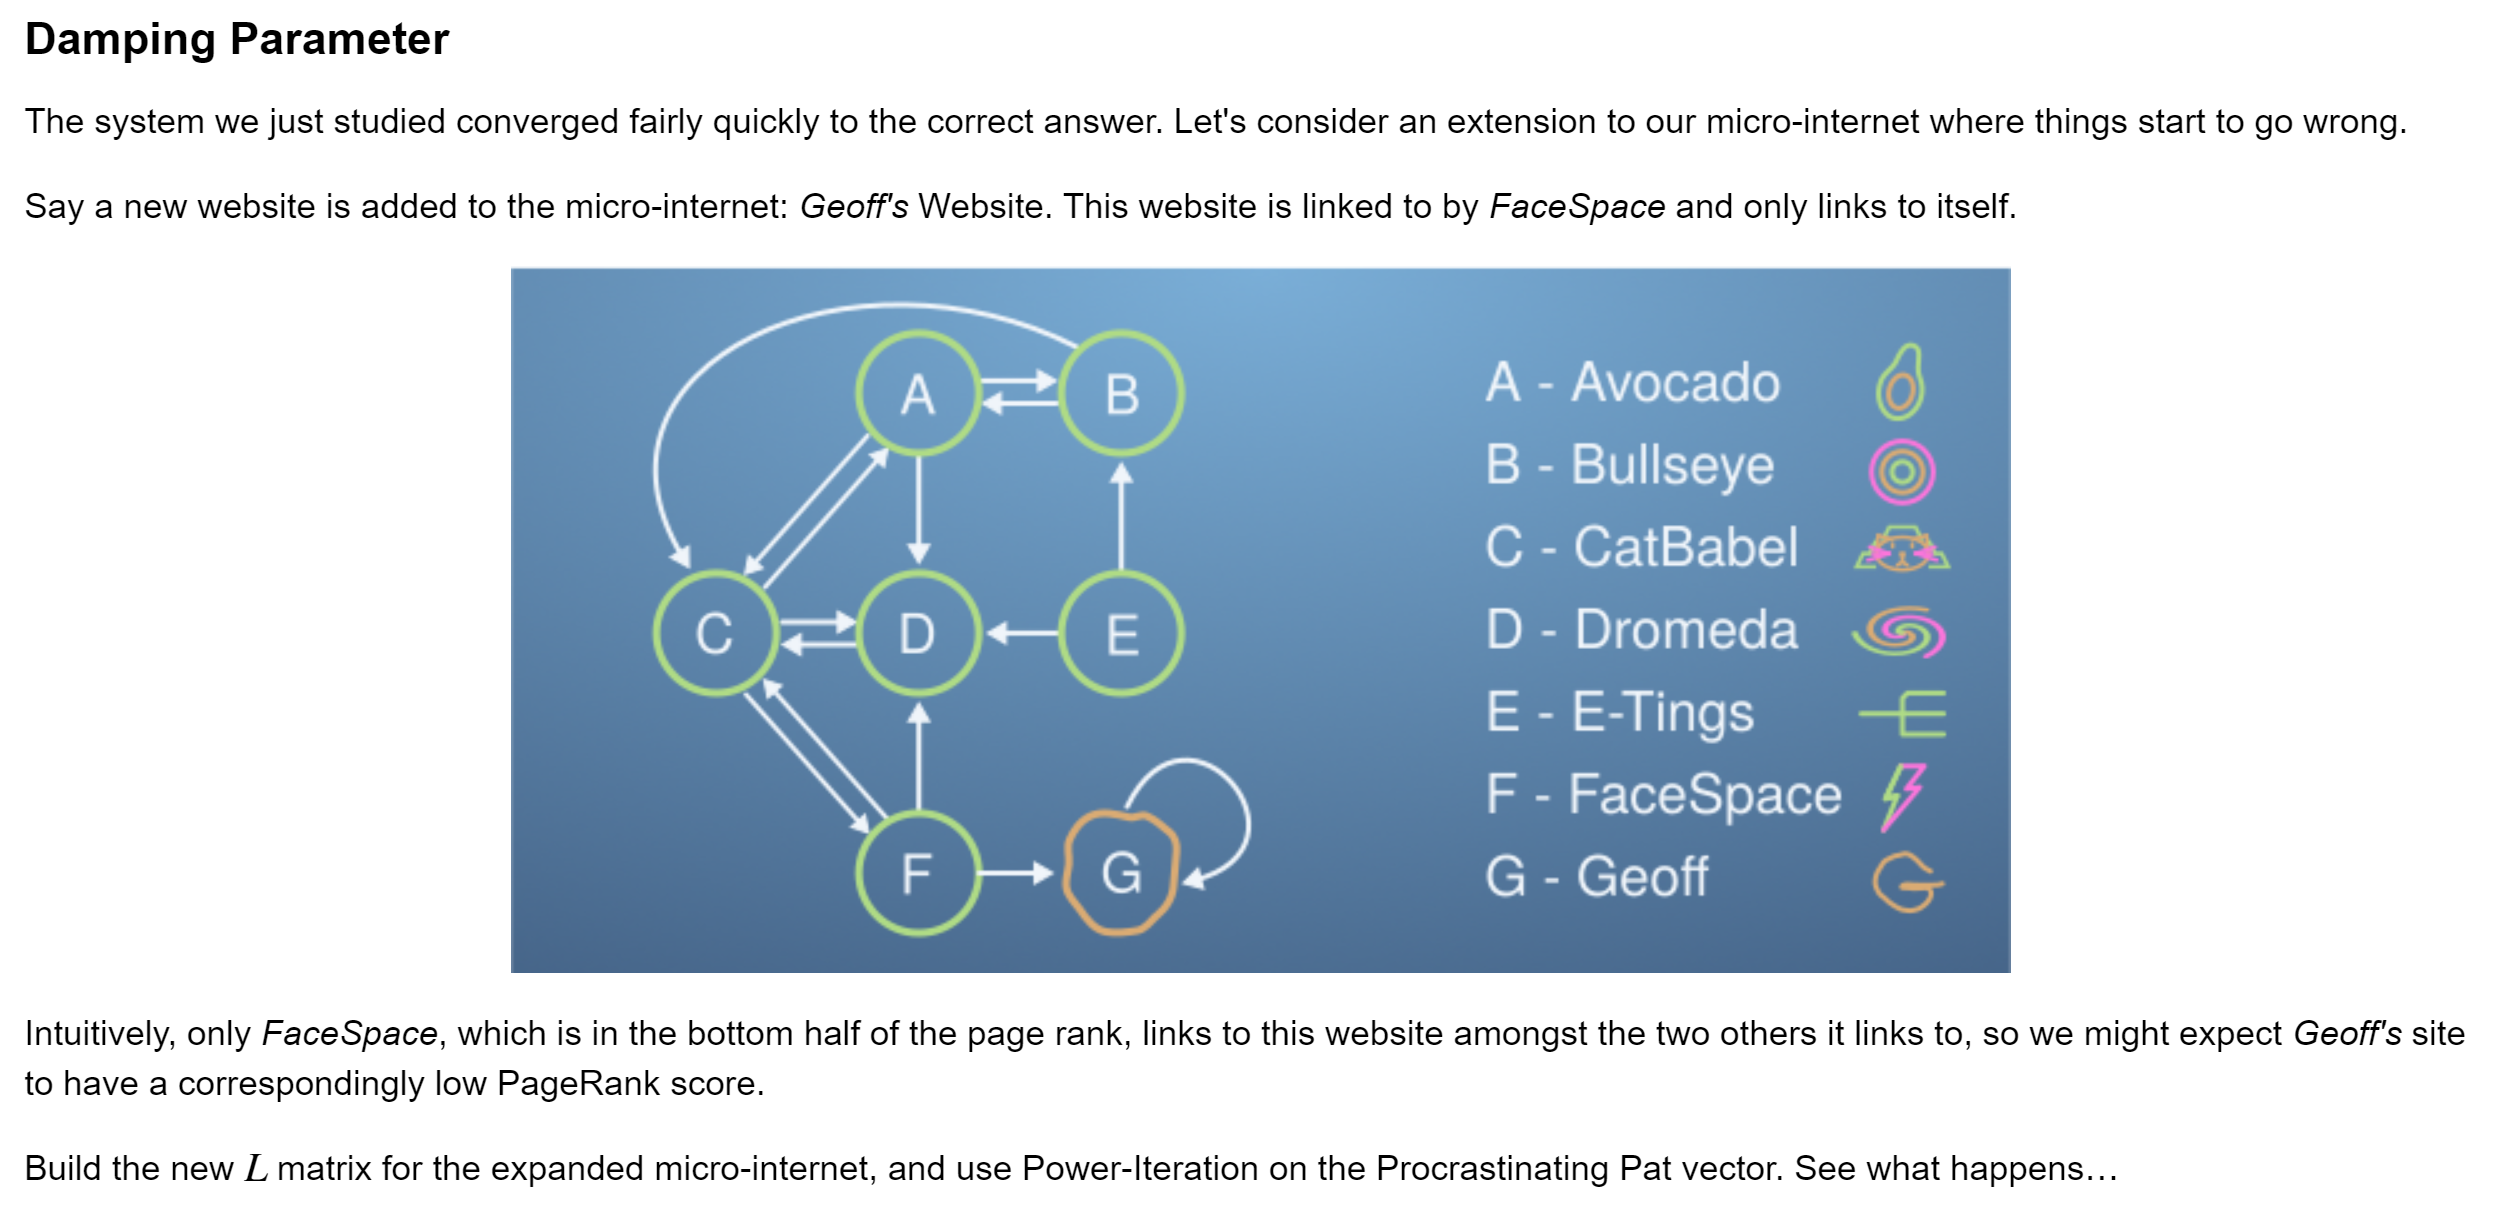 Damping Parameter
The system we just studied converged fairly quickly to the correct answer. Let's consider an extension to our micro-internet where things start to go wrong.
Say a new website is added to the micro-internet: Geoff's Website. This website is linked to by FaceSpace and only links to itself.
A B
C D E
F G
A - Avocado
B - Bullseye
C - CatBabel
D - Dromeda
E - E-Tings
F - FaceSpace
G - Geoff
Intuitively, only FaceSpace, which is in the bottom half of the page rank, links to this website amongst the two others it links to, so we might expect Geoff's site
to have a correspondingly low PageRank score.
Build the new L matrix for the expanded micro-internet, and use Power-Iteration on the Procrastinating Pat vector. See what happens…